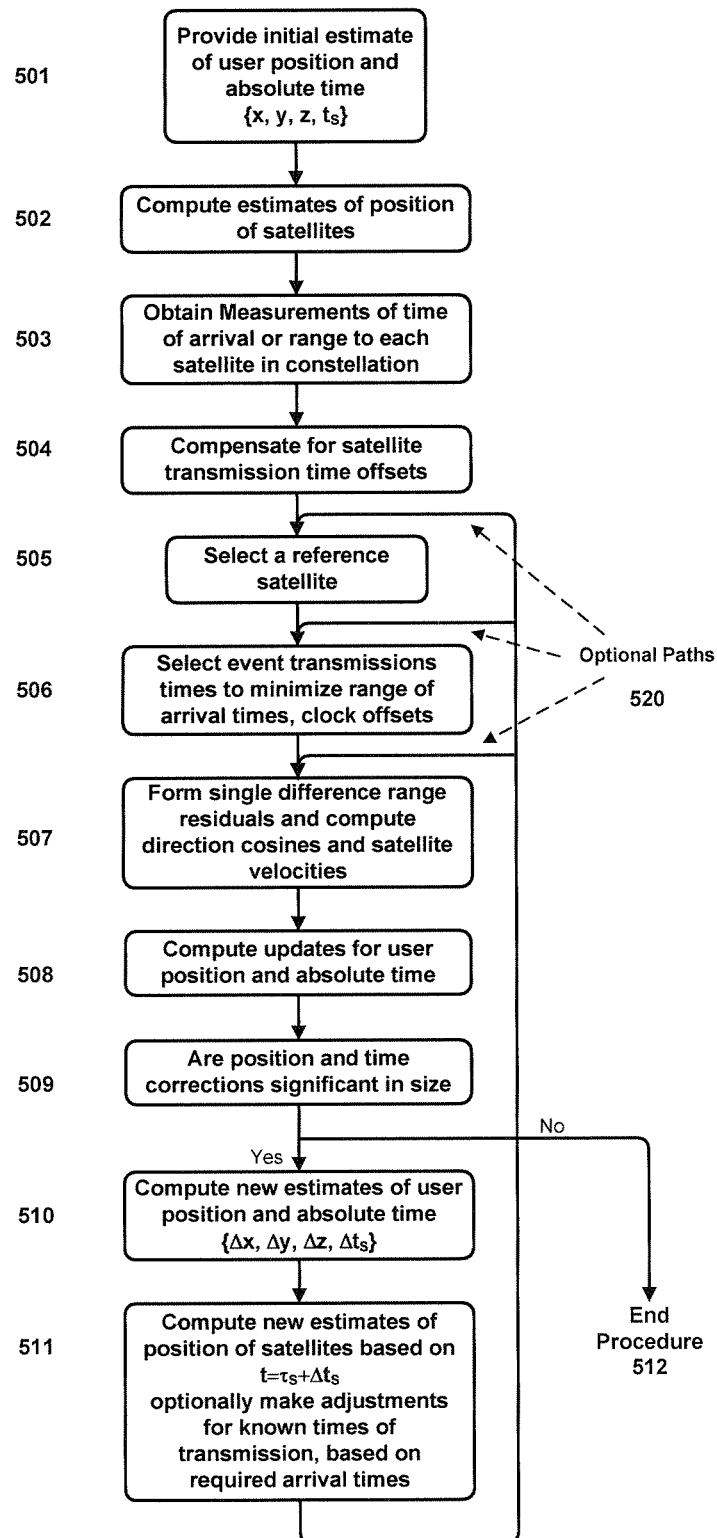 501
Provide initial estimate
of user position and
absolute time
{x, y, z, tS}
502
Compute estimates of position
of satellites
503
Obtain Measurements of time
of arrival or range to each
satellite in constellation
504
Compensate for satellite
transmission time offsets
505
Select a reference
satellite
506
Select event transmissions
times to minimize range of
arrival times, clock offsets
Optional Paths
520
507
Form single difference range
residuals and compute
direction cosines and satellite
velocities
508
Compute updates for user
position and absolute time
509
Are position and time
corrections significant in size
No
Yes
510
Compute new estimates of user
position and absolute time
{Δx, Δy, Δz, ΔtS}
511
Compute new estimates of
position of satellites based on
t=τS+ΔtS
optionally make adjustments
for known times of
transmission, based on
required arrival times
End
Procedure
512